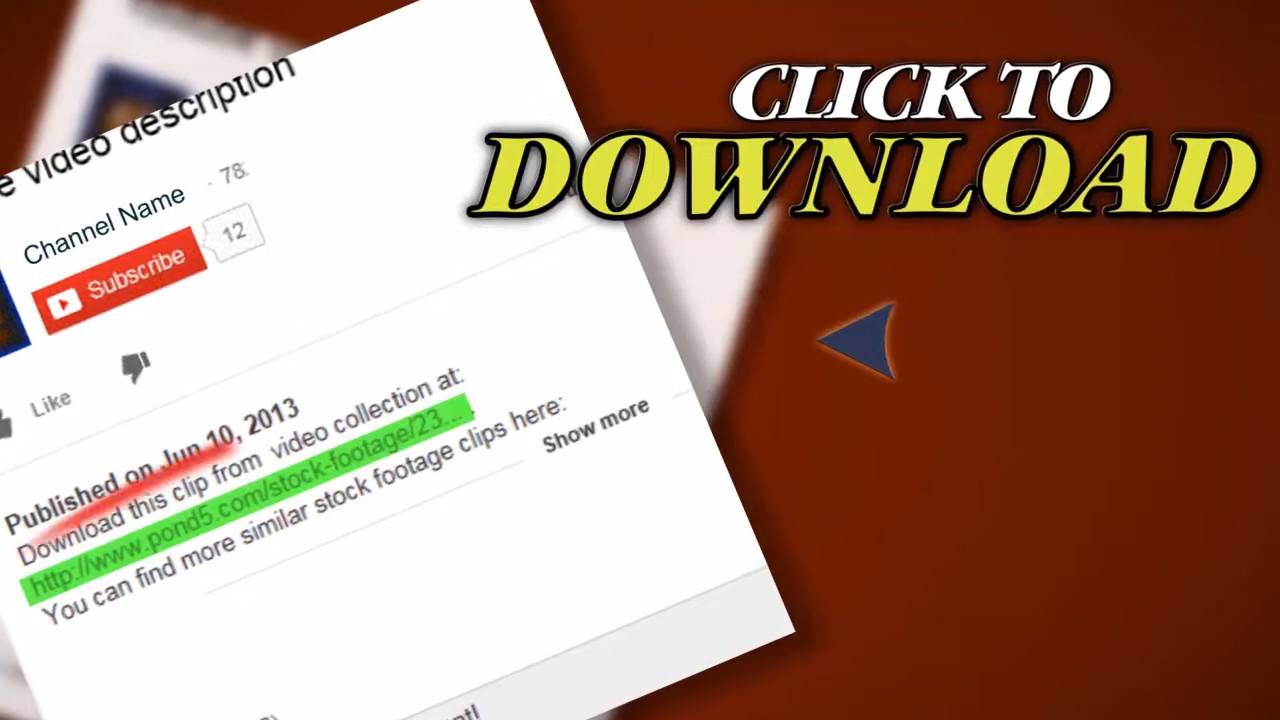 CLICK TO
DOWNLOAD
e video description
Channel Name
78
Subscribe
12
Like
Published on Jun 10, 2013
Download this clip from video collection at:
http://www.pond5.com/stock-footage/23...
You can find more similar stock footage clips here:
Show more